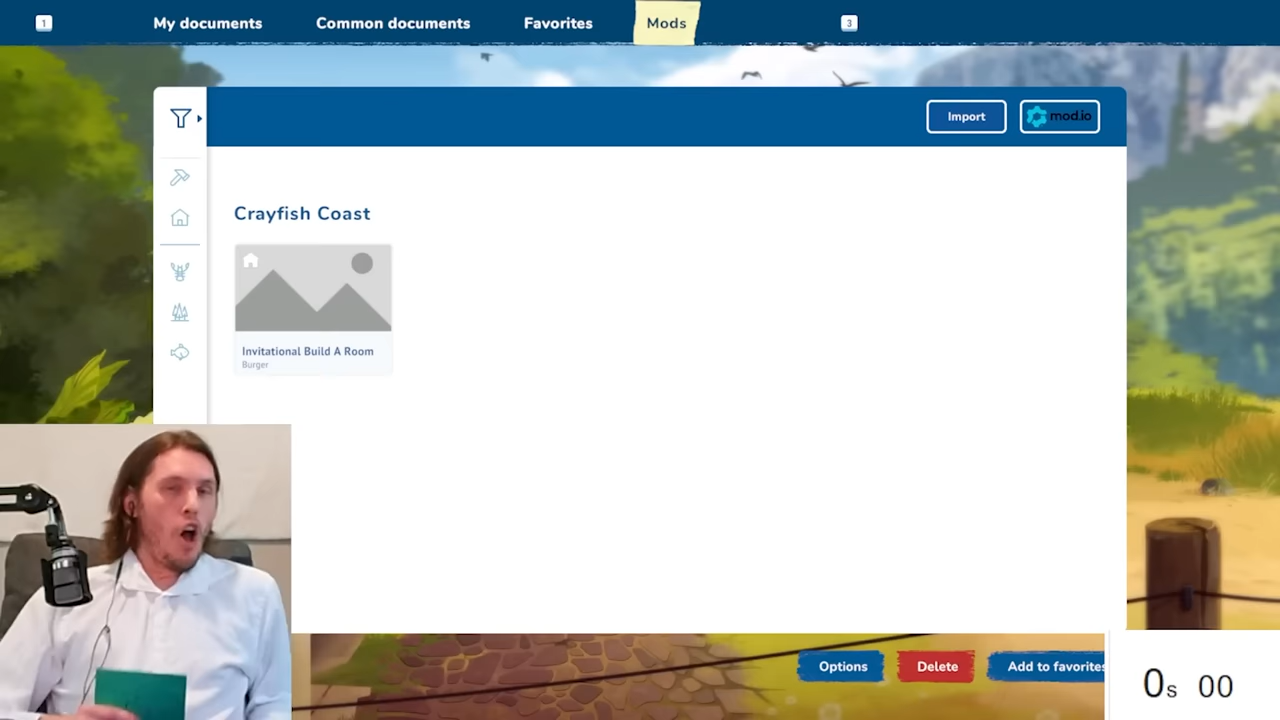 1
My documents
Common documents
Favorites
Mods
3
Import
mod.io
Crayfish Coast
Invitational Build A Room
Burger
Options
Delete
Add to favorites
0s 00